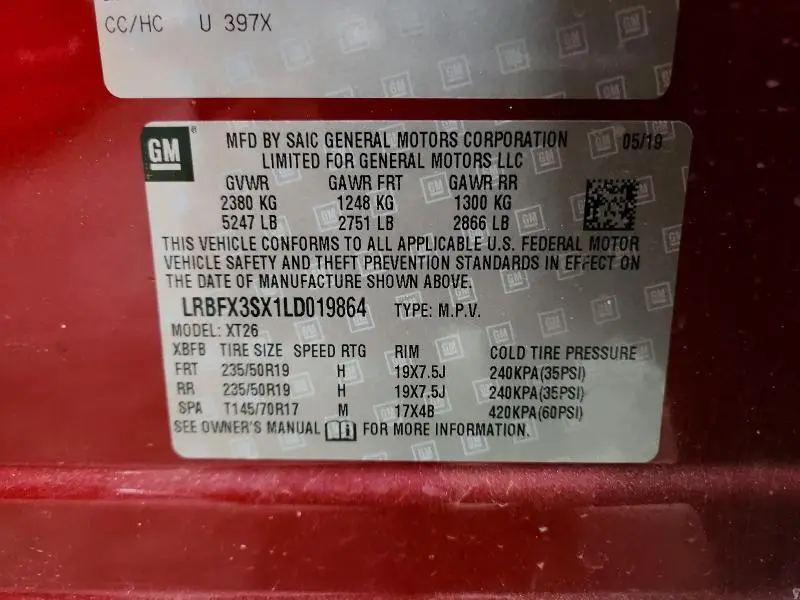 CC/HC U 397X
GM
MFD BY SAIC GENERAL MOTORS CORPORATION 05/19
LIMITED FOR GENERAL MOTORS LLC
GVWR GAWR FRT GAWR RR
2380 KG 1248 KG 1300 KG
5247 LB 2751 LB 2866 LB
THIS VEHICLE CONFORMS TO ALL APPLICABLE U.S. FEDERAL MOTOR
VEHICLE SAFETY AND THEFT PREVENTION STANDARDS IN EFFECT ON
THE DATE OF MANUFACTURE SHOWN ABOVE.
LRBFX3SX1LD019864 TYPE: M.P.V.
MODEL: XT26
XBFB TIRE SIZE SPEED RTG RIM COLD TIRE PRESSURE
FRT 235/50R19 H 19X7.5J 240KPA(35PSI)
RR 235/50R19 H 19X7.5J 240KPA(35PSI)
SPA T145/70R17 M 17X4B 420KPA(60PSI)
SEE OWNER'S MANUAL FOR MORE INFORMATION.